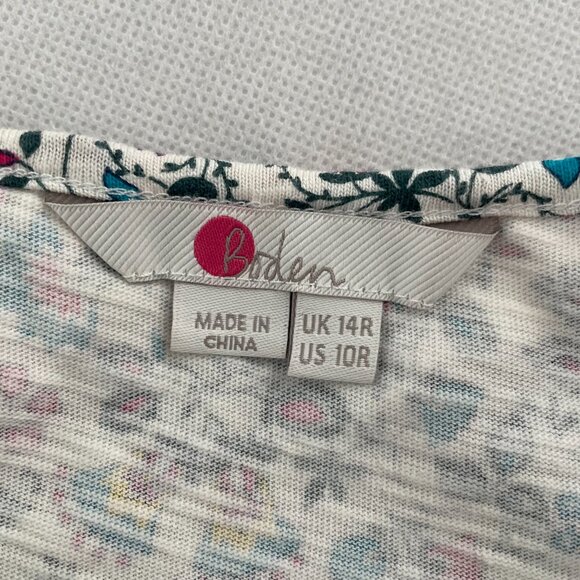 Boden
MADE IN
CHINA
UK 14R
US 10R